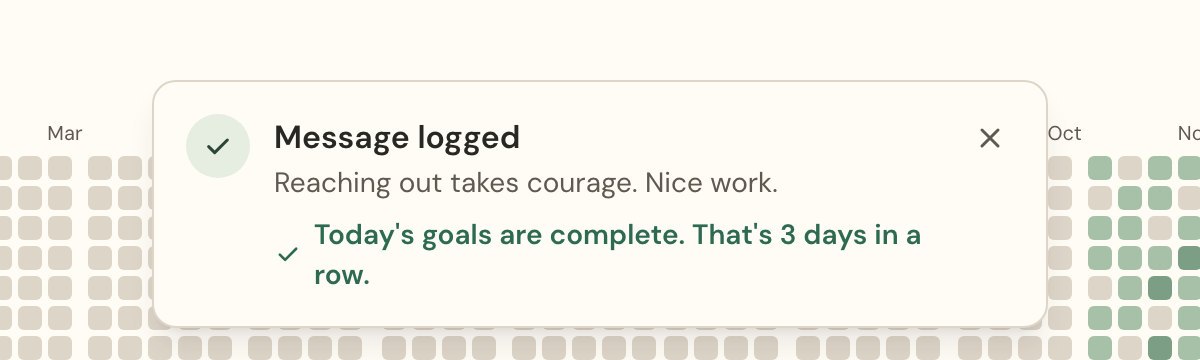 Mar
Oct
No
Message logged
Reaching out takes courage. Nice work.
Today's goals are complete. That's 3 days in a
row.